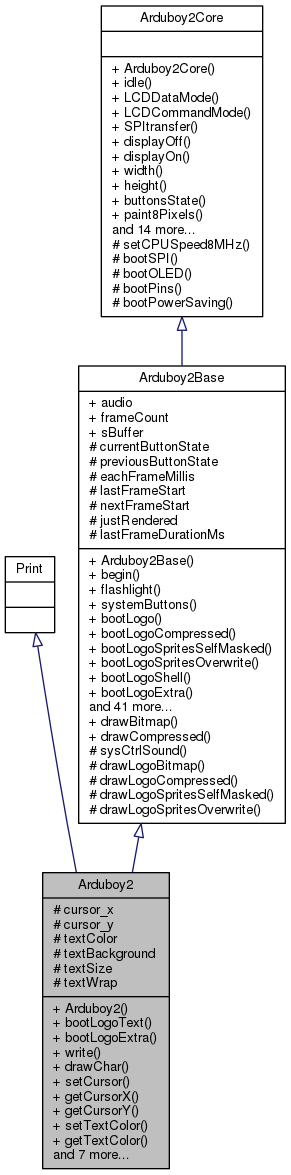 Arduboy2Core
+ Arduboy2Core()
+ idle()
+ LCDDataMode()
+ LCDCommandMode()
+ SPItransfer()
+ displayOff()
+ displayOn()
+ width()
+ height()
+ buttonsState()
+ paint8Pixels()
and 14 more...
# setCPUSpeed8MHz()
# bootSPI()
# bootOLED()
# bootPins()
# bootPowerSaving()
Arduboy2Base
+ audio
+ frameCount
+ sBuffer
# currentButtonState
# previousButtonState
# eachFrameMillis
# lastFrameStart
# nextFrameStart
# justRendered
# lastFrameDurationMs
+ Arduboy2Base()
+ begin()
+ flashlight()
+ systemButtons()
+ bootLogo()
+ bootLogoCompressed()
+ bootLogoSpritesSelfMasked()
+ bootLogoSpritesOverwrite()
+ bootLogoShell()
+ bootLogoExtra()
and 41 more...
+ drawBitmap()
+ drawCompressed()
# sysCtrlSound()
# drawLogoBitmap()
# drawLogoCompressed()
# drawLogoSpritesSelfMasked()
# drawLogoSpritesOverwrite()
Print
Arduboy2
# cursor_x
# cursor_y
# textColor
# textBackground
# textSize
# textWrap
+ Arduboy2()
+ bootLogoText()
+ bootLogoExtra()
+ write()
+ drawChar()
+ setCursor()
+ getCursorX()
+ getCursorY()
+ setTextColor()
+ getTextColor()
and 7 more...